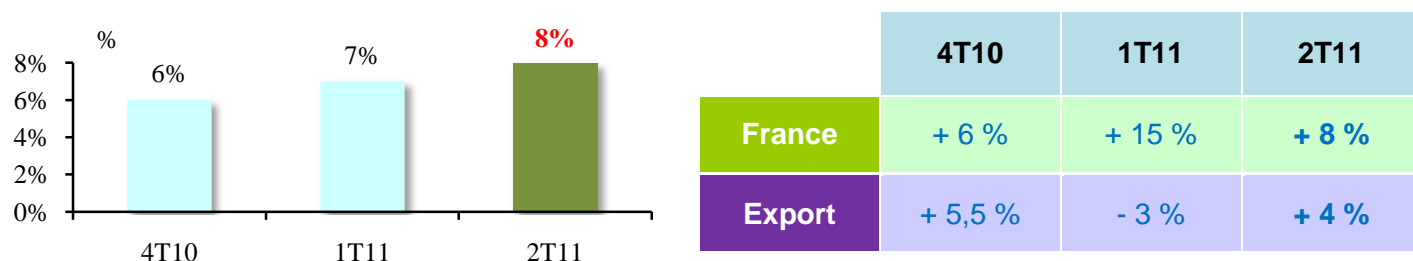 %
8%
6%
4%
2%
0%
6%
7%
8%
4T10 1T11 2T11
4T10 1T11 2T11
France + 6 % + 15 % + 8 %
Export + 5,5 % - 3 % + 4 %